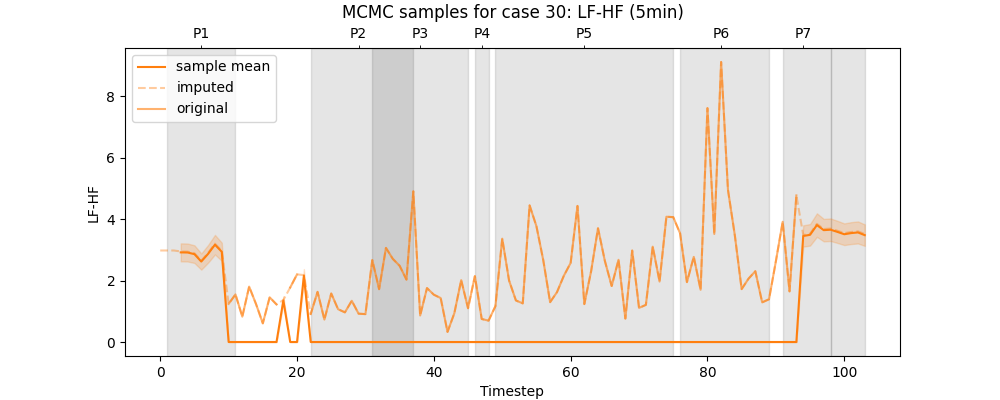 MCMC samples for case 30: LF-HF (5min)
P1 P2 P3 P4 P5 P6 P7
sample mean
imputed
original
8
6
4
2
0
LF-HF
0 20 40 60 80 100
Timestep